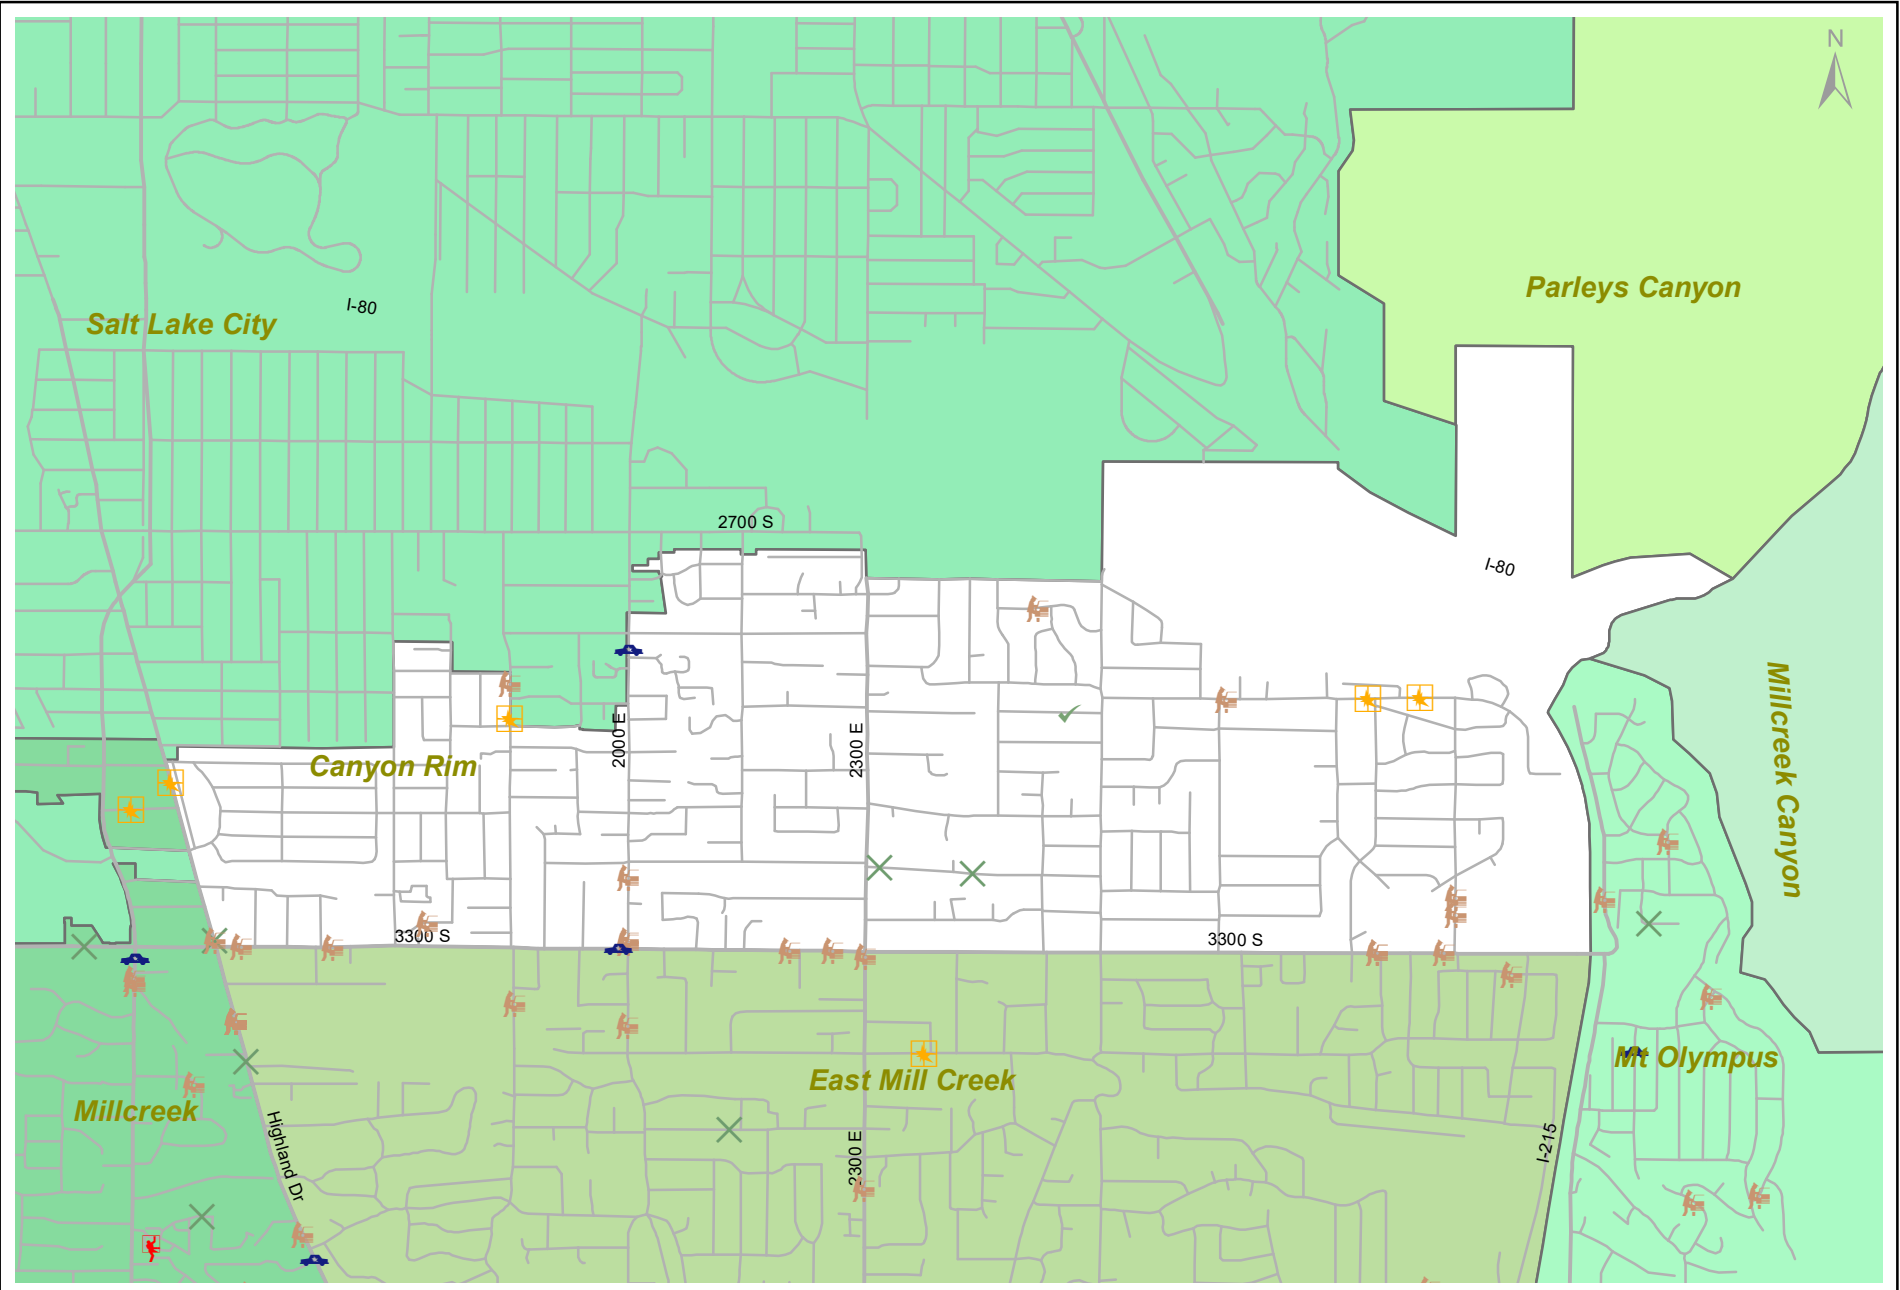 N
Parleys Canyon
I-80
Salt Lake City
2700 S
I-80
Millcreek Canyon
2000 E
2300 E
Canyon Rim
3300 S
3300 S
Mt Olympus
East Mill Creek
Millcreek
Highland Dr
2300 E
I-215